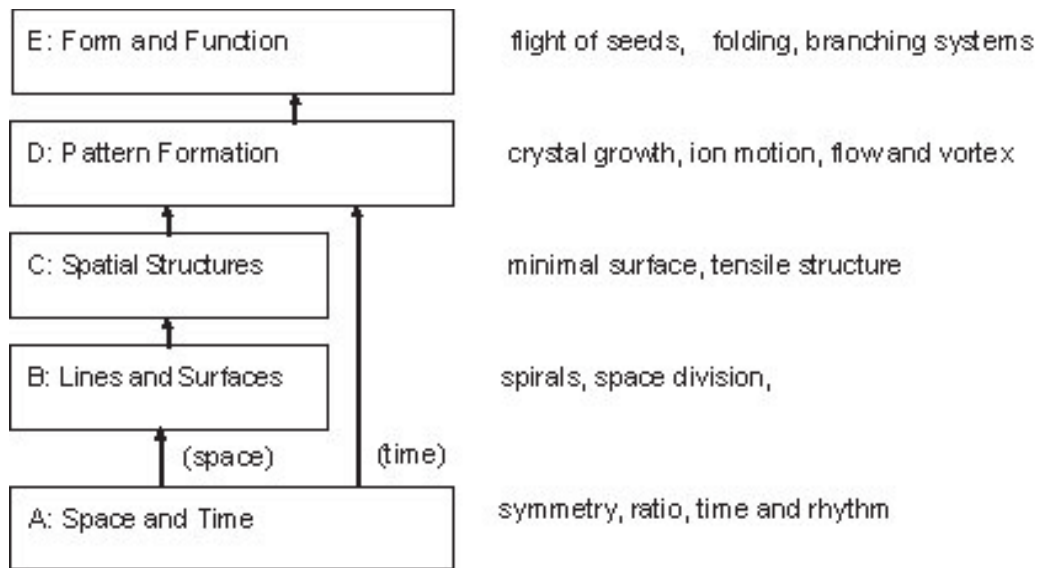 E: Form and Function flight of seeds, folding, branching systems
D: Pattern Formation crystal growth, ion motion, flow and vortex
C: Spatial Structures minimal surface, tensile structure
B: Lines and Surfaces spirals, space division,
(space) (time)
A: Space and Time symmetry, ratio, time and rhythm